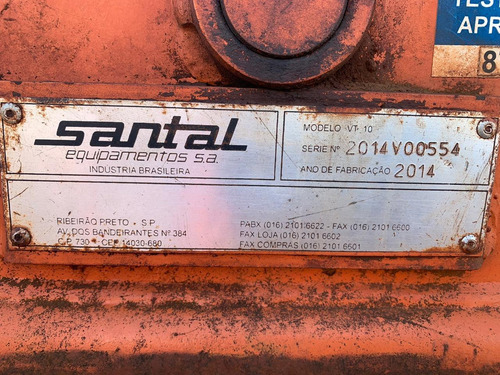 TEST
APR
8
santal
equipamentos s.a.
INDUSTRIA BRASILEIRA
MODELO VT 10
SERIE Nº 2014V00554
ANO DE FABRICAÇÃO 2014
RIBEIRÃO PRETO - S.P.
AV. DOS BANDEIRANTES Nº 384
C.P. 730 - CEP 14030-680
PABX (016) 2101 6622 - FAX (016) 2101 6600
FAX LOJA (016) 2101 6602
FAX COMPRAS (016) 2101 6601